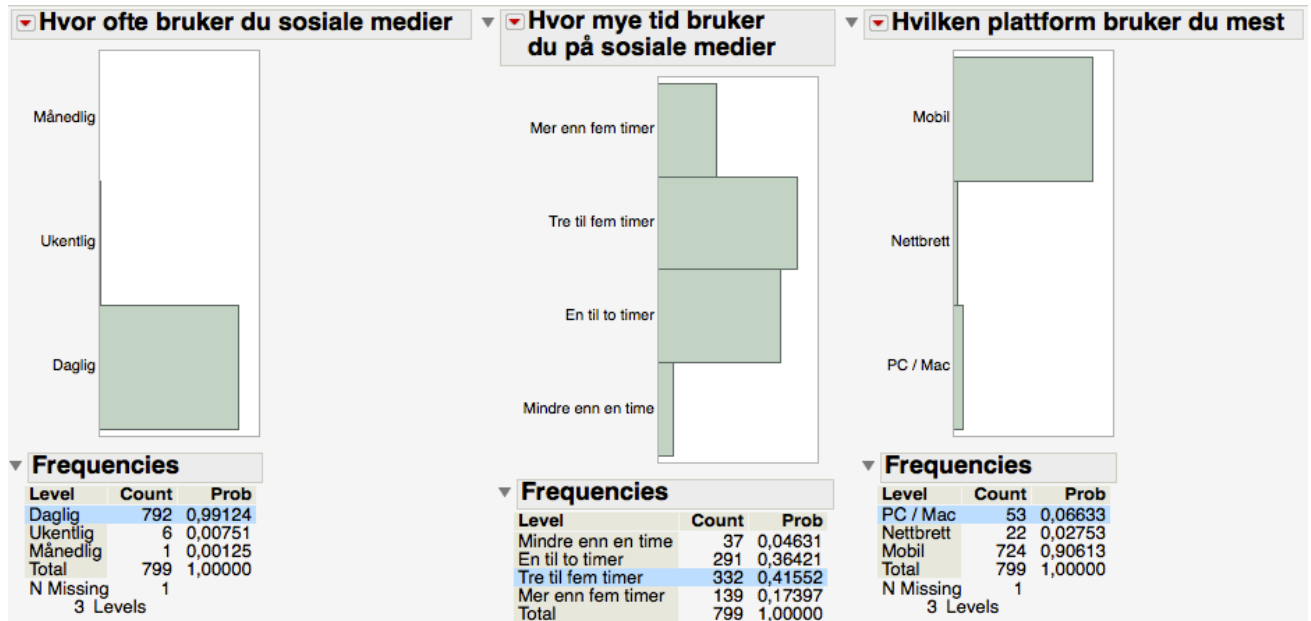 Hvor ofte bruker du sosiale medier
Månedlig
Ukentlig
Daglig
Frequencies
Level Count Prob
Daglig 792 0,99124
Ukentlig 6 0,00751
Månedlig 1 0,00125
Total 799 1,00000
N Missing 1
3 Levels
Hvor mye tid bruker
du på sosiale medier
Mer enn fem timer
Tre til fem timer
En til to timer
Mindre enn en time
Frequencies
Level Count Prob
Mindre enn en time 37 0,04631
En til to timer 291 0,36421
Tre til fem timer 332 0,41552
Mer enn fem timer 139 0,17397
Total 799 1,00000
Hvilken plattform bruker du mest
Mobil
Nettbrett
PC / Mac
Frequencies
Level Count Prob
PC / Mac 53 0,06633
Nettbrett 22 0,02753
Mobil 724 0,90613
Total 799 1,00000
N Missing 1
3 Levels